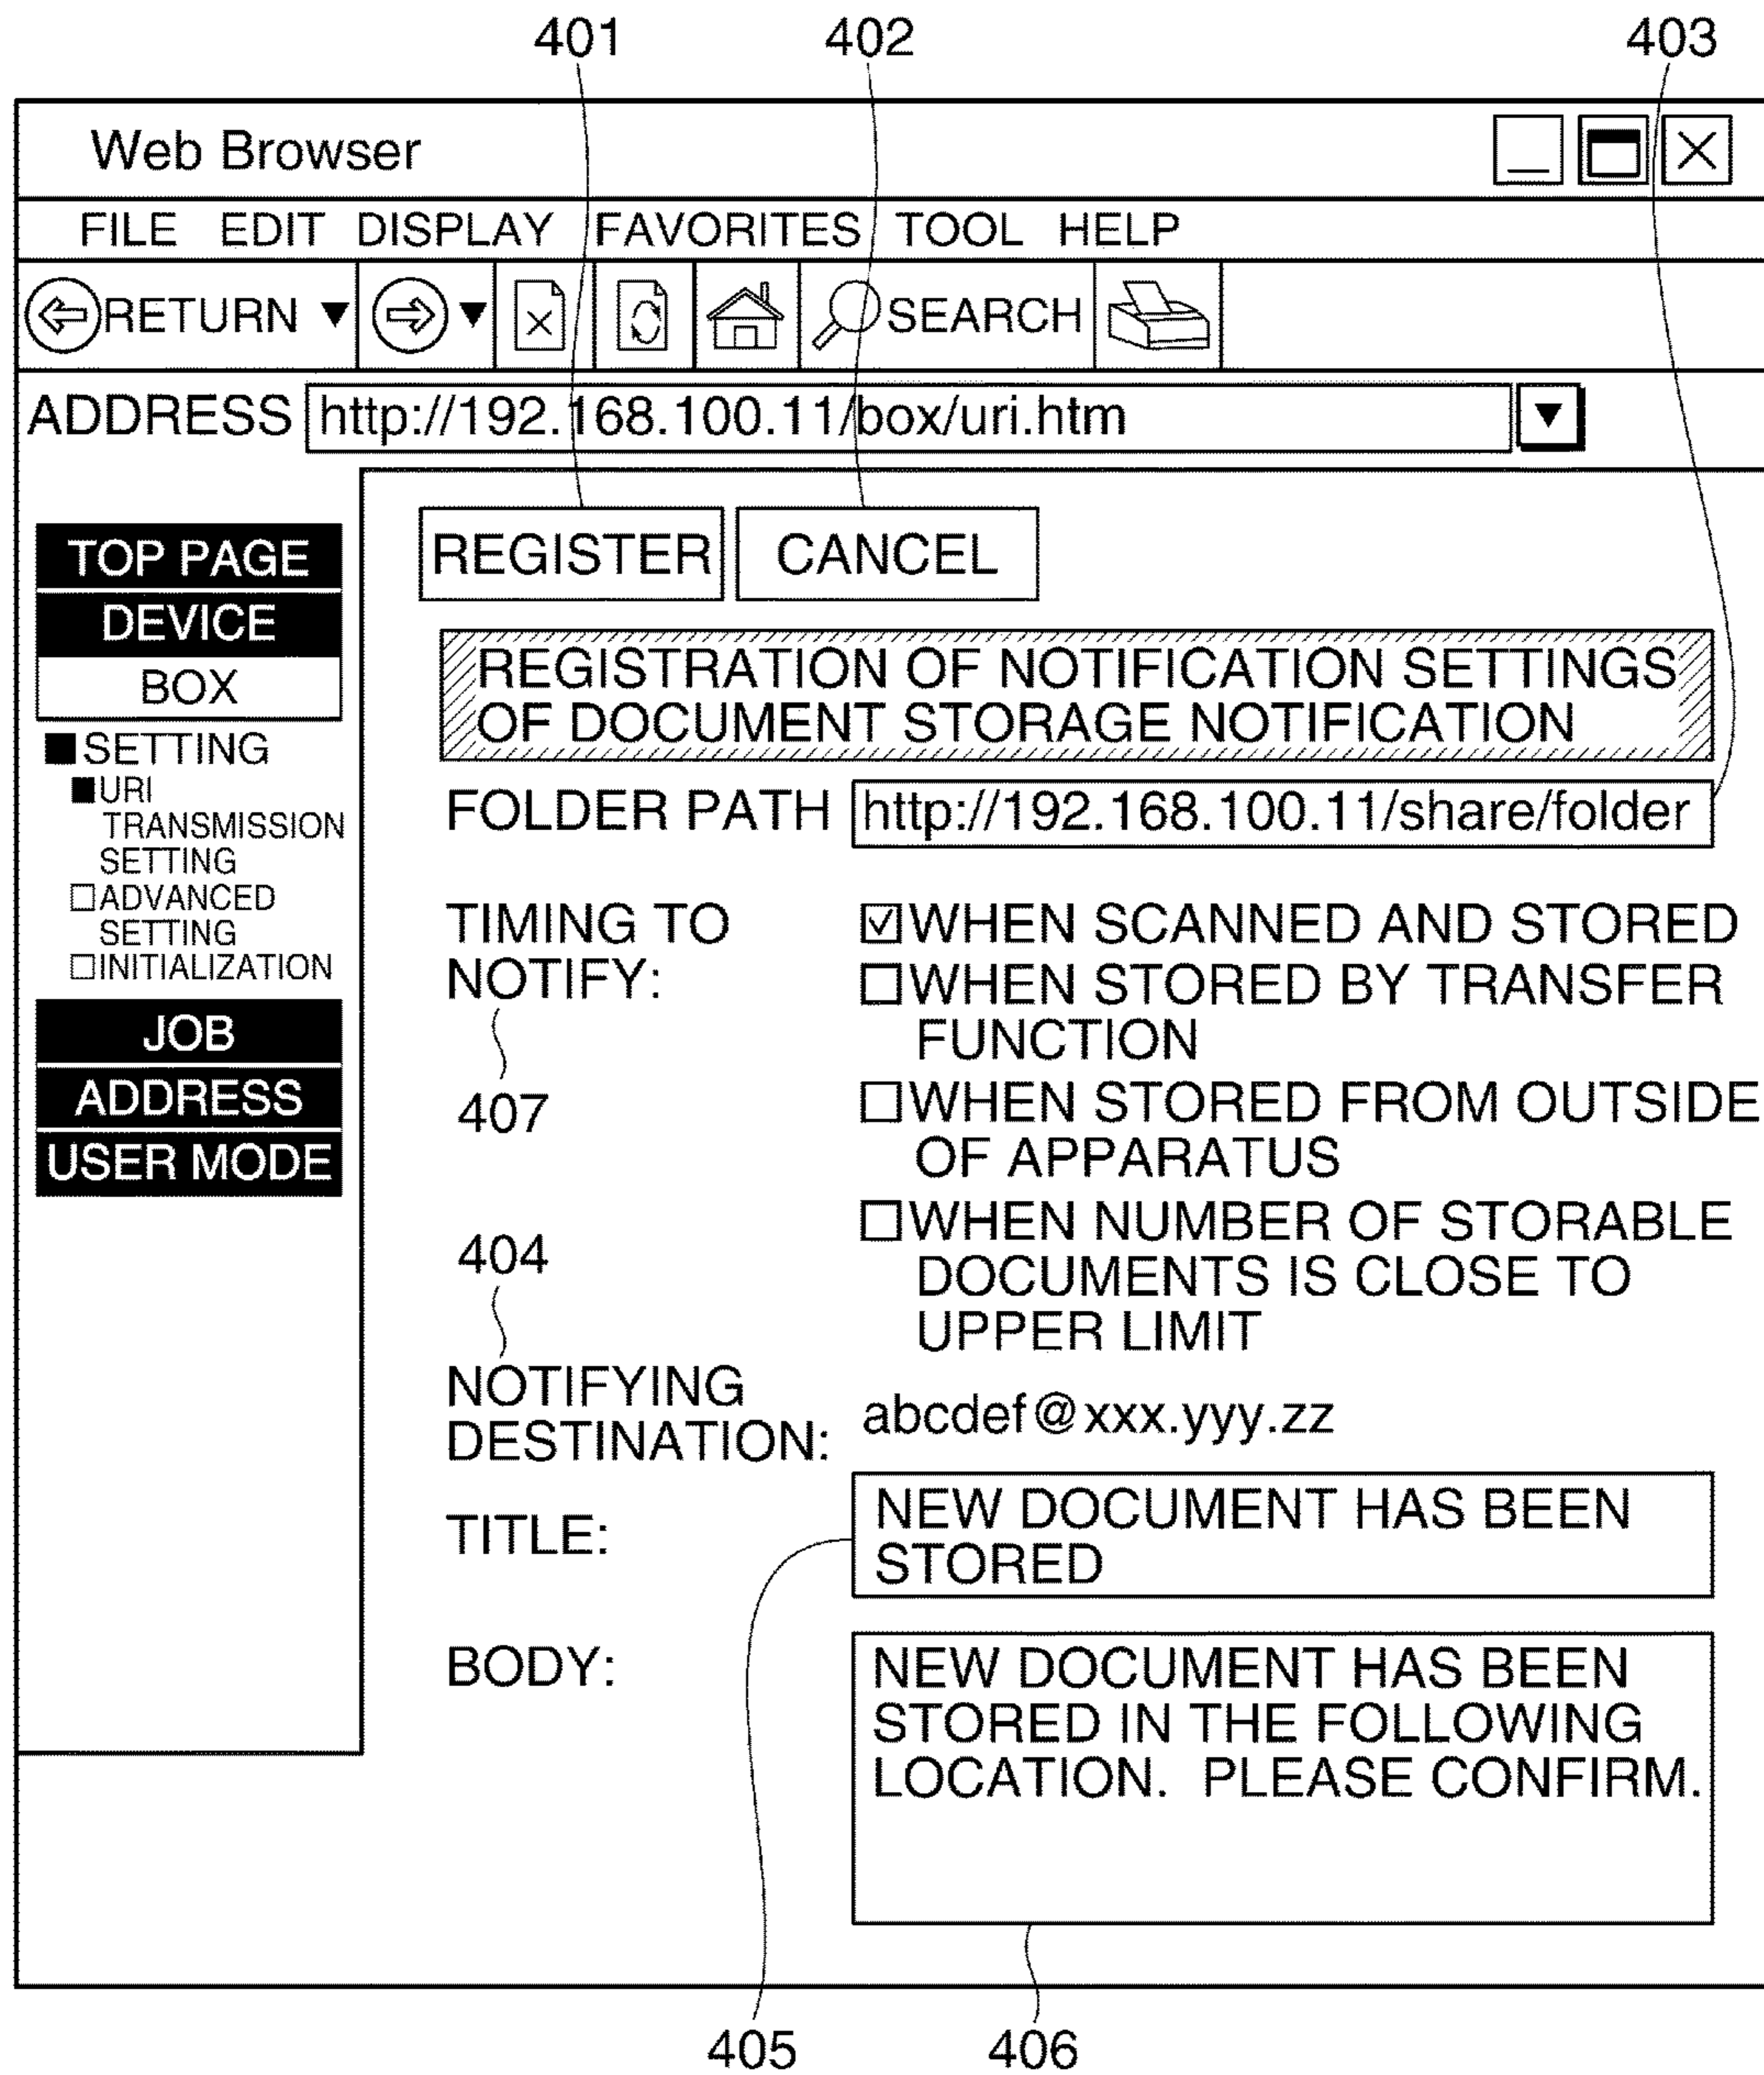 401 402 403
Web Browser
FILE EDIT DISPLAY FAVORITES TOOL HELP
RETURN SEARCH
ADDRESS http://192.168.100.11/box/uri.htm
TOP PAGE
DEVICE
BOX
SETTING
URI
TRANSMISSION
SETTING
ADVANCED
SETTING
INITIALIZATION
JOB
ADDRESS
USER MODE
REGISTER CANCEL
REGISTRATION OF NOTIFICATION SETTINGS
OF DOCUMENT STORAGE NOTIFICATION
FOLDER PATH http://192.168.100.11/share/folder
TIMING TO
NOTIFY:
407
WHEN SCANNED AND STORED
WHEN STORED BY TRANSFER
FUNCTION
WHEN STORED FROM OUTSIDE
OF APPARATUS
WHEN NUMBER OF STORABLE
DOCUMENTS IS CLOSE TO
UPPER LIMIT
404
NOTIFYING
DESTINATION:
abcdef@xxx.yyy.zz
TITLE:
NEW DOCUMENT HAS BEEN
STORED
BODY:
NEW DOCUMENT HAS BEEN
STORED IN THE FOLLOWING
LOCATION. PLEASE CONFIRM.
405 406